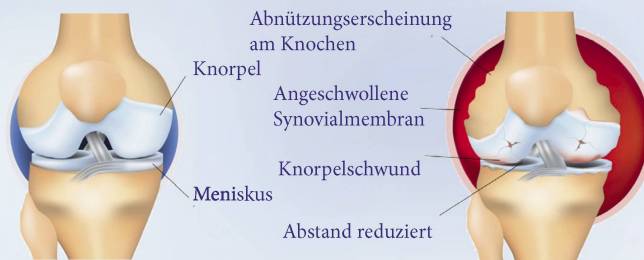 Abnützungserscheinung
am Knochen
Knorpel
Angeschwollene
Synovialmembran
Knorpelschwund
Meniskus
Abstand reduziert